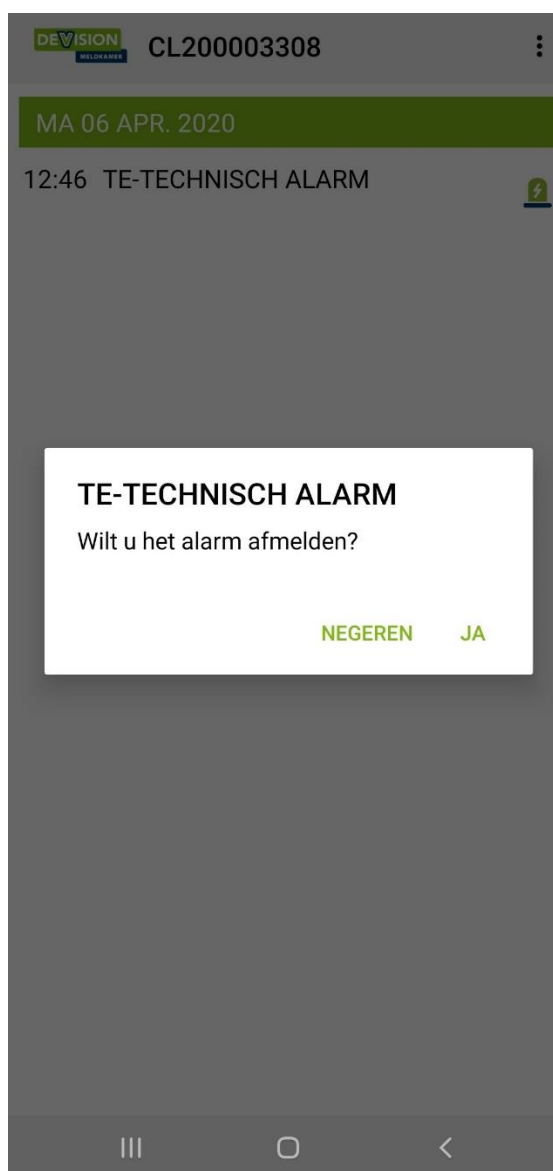 DEVISION
MELDKAMER
CL200003308
MA 06 APR. 2020
12:46 TE-TECHNISCH ALARM
TE-TECHNISCH ALARM
Wilt u het alarm afmelden?
NEGEREN JA